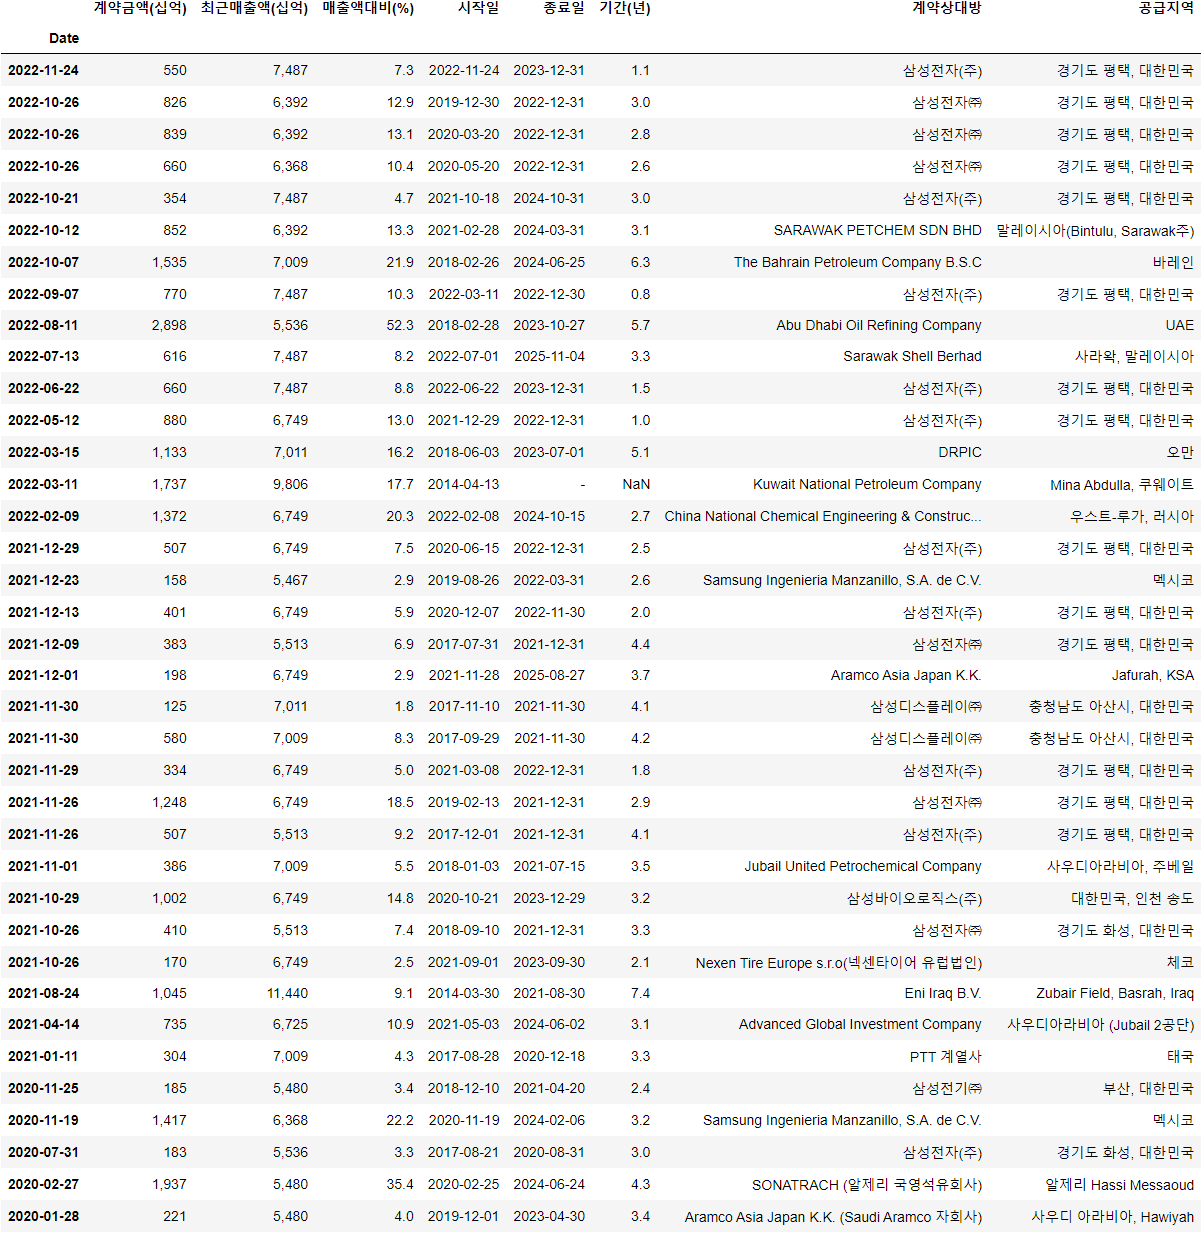 계약금액(십억) 최근매출액(십억) 매출액대비(%) 시작일 종료일 기간(년) 계약상대방 공급지역
Date
2022-11-24 550 7,487 7.3 2022-11-24 2023-12-31 1.1 삼성전자(주) 경기도 평택, 대한민국
2022-10-26 826 6,392 12.9 2019-12-30 2022-12-31 3.0 삼성전자㈜ 경기도 평택, 대한민국
2022-10-26 839 6,392 13.1 2020-03-20 2022-12-31 2.8 삼성전자㈜ 경기도 평택, 대한민국
2022-10-26 660 6,368 10.4 2020-05-20 2022-12-31 2.6 삼성전자㈜ 경기도 평택, 대한민국
2022-10-21 354 7,487 4.7 2021-10-18 2024-10-31 3.0 삼성전자(주) 경기도 평택, 대한민국
2022-10-12 852 6,392 13.3 2021-02-28 2024-03-31 3.1 SARAWAK PETCHEM SDN BHD 말레이시아(Bintulu, Sarawak주)
2022-10-07 1,535 7,009 21.9 2018-02-26 2024-06-25 6.3 The Bahrain Petroleum Company B.S.C 바레인
2022-09-07 770 7,487 10.3 2022-03-11 2022-12-30 0.8 삼성전자(주) 경기도 평택, 대한민국
2022-08-11 2,898 5,536 52.3 2018-02-28 2023-10-27 5.7 Abu Dhabi Oil Refining Company UAE
2022-07-13 616 7,487 8.2 2022-07-01 2025-11-04 3.3 Sarawak Shell Berhad 사라왁, 말레이시아
2022-06-22 660 7,487 8.8 2022-06-22 2023-12-31 1.5 삼성전자(주) 경기도 평택, 대한민국
2022-05-12 880 6,749 13.0 2021-12-29 2022-12-31 1.0 삼성전자(주) 경기도 평택, 대한민국
2022-03-15 1,133 7,011 16.2 2018-06-03 2023-07-01 5.1 DRPIC 오만
2022-03-11 1,737 9,806 17.7 2014-04-13 - NaN Kuwait National Petroleum Company Mina Abdulla, 쿠웨이트
2022-02-09 1,372 6,749 20.3 2022-02-08 2024-10-15 2.7 China National Chemical Engineering & Construc... 우스트-루가, 러시아
2021-12-29 507 6,749 7.5 2020-06-15 2022-12-31 2.5 삼성전자(주) 경기도 평택, 대한민국
2021-12-23 158 5,467 2.9 2019-08-26 2022-03-31 2.6 Samsung Ingenieria Manzanillo, S.A. de C.V. 멕시코
2021-12-13 401 6,749 5.9 2020-12-07 2022-11-30 2.0 삼성전자(주) 경기도 평택, 대한민국
2021-12-09 383 5,513 6.9 2017-07-31 2021-12-31 4.4 삼성전자㈜ 경기도 평택, 대한민국
2021-12-01 198 6,749 2.9 2021-11-28 2025-08-27 3.7 Aramco Asia Japan K.K. Jafurah, KSA
2021-11-30 125 7,011 1.8 2017-11-10 2021-11-30 4.1 삼성디스플레이㈜ 충청남도 아산시, 대한민국
2021-11-30 580 7,009 8.3 2017-09-29 2021-11-30 4.2 삼성디스플레이㈜ 충청남도 아산시, 대한민국
2021-11-29 334 6,749 5.0 2021-03-08 2022-12-31 1.8 삼성전자(주) 경기도 평택, 대한민국
2021-11-26 1,248 6,749 18.5 2019-02-13 2021-12-31 2.9 삼성전자㈜ 경기도 평택, 대한민국
2021-11-26 507 5,513 9.2 2017-12-01 2021-12-31 4.1 삼성전자(주) 경기도 평택, 대한민국
2021-11-01 386 7,009 5.5 2018-01-03 2021-07-15 3.5 Jubail United Petrochemical Company 사우디아라비아, 주베일
2021-10-29 1,002 6,749 14.8 2020-10-21 2023-12-29 3.2 삼성바이오로직스(주) 대한민국, 인천 송도
2021-10-26 410 5,513 7.4 2018-09-10 2021-12-31 3.3 삼성전자㈜ 경기도 화성, 대한민국
2021-10-26 170 6,749 2.5 2021-09-01 2023-09-30 2.1 Nexen Tire Europe s.r.o(넥센타이어 유럽법인) 체코
2021-08-24 1,045 11,440 9.1 2014-03-30 2021-08-30 7.4 Eni Iraq B.V. Zubair Field, Basrah, Iraq
2021-04-14 735 6,725 10.9 2021-05-03 2024-06-02 3.1 Advanced Global Investment Company 사우디아라비아 (Jubail 2공단)
2021-01-11 304 7,009 4.3 2017-08-28 2020-12-18 3.3 PTT 계열사 태국
2020-11-25 185 5,480 3.4 2018-12-10 2021-04-20 2.4 삼성전기㈜ 부산, 대한민국
2020-11-19 1,417 6,368 22.2 2020-11-19 2024-02-06 3.2 Samsung Ingenieria Manzanillo, S.A. de C.V. 멕시코
2020-07-31 183 5,536 3.3 2017-08-21 2020-08-31 3.0 삼성전자(주) 경기도 화성, 대한민국
2020-02-27 1,937 5,480 35.4 2020-02-25 2024-06-24 4.3 SONATRACH (알제리 국영석유회사) 알제리 Hassi Messaoud
2020-01-28 221 5,480 4.0 2019-12-01 2023-04-30 3.4 Aramco Asia Japan K.K. (Saudi Aramco 자회사) 사우디 아라비아, Hawiyah